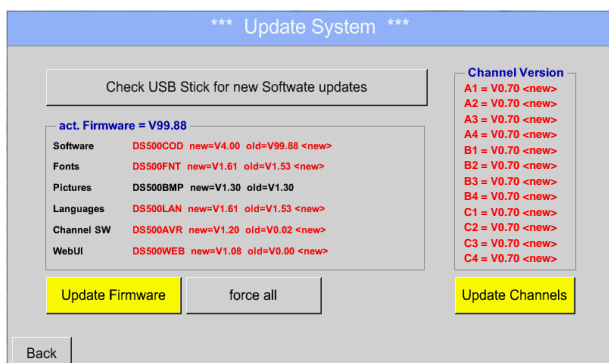 *** Update System ***
Check USB Stick for new Softwate updates
act. Firmware = V99.88
Software DS500COD new=V4.00 old=V99.88 <new>
Fonts DS500FNT new=V1.61 old=V1.53 <new>
Pictures DS500BMP new=V1.30 old=V1.30
Languages DS500LAN new=V1.61 old=V1.53 <new>
Channel SW DS500AVR new=V1.20 old=V0.02 <new>
WebUI DS500WEB new=V1.08 old=V0.00 <new>
Update Firmware
force all
Channel Version
A1 = V0.70 <new>
A2 = V0.70 <new>
A3 = V0.70 <new>
A4 = V0.70 <new>
B1 = V0.70 <new>
B2 = V0.70 <new>
B3 = V0.70 <new>
B4 = V0.70 <new>
C1 = V0.70 <new>
C2 = V0.70 <new>
C3 = V0.70 <new>
C4 = V0.70 <new>
Update Channels
Back